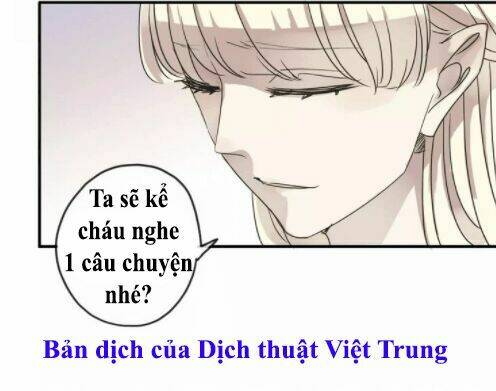 Ta sẽ kể
cháu nghe
1 câu chuyện
nhé?
Bản dịch của Dịch thuật Việt Trung